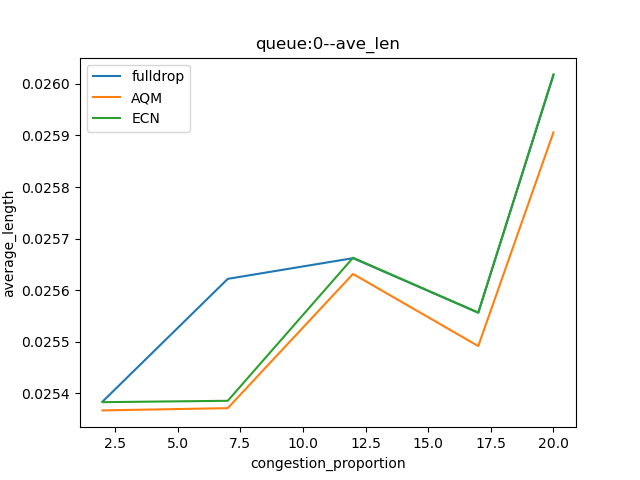 queue:0--ave_len
fulldrop
AQM
ECN
0.0260
0.0259
0.0258
0.0257
0.0256
0.0255
0.0254
average_length
2.5 5.0 7.5 10.0 12.5 15.0 17.5 20.0
congestion_proportion